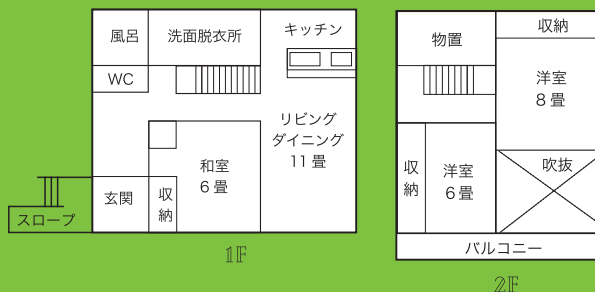 風呂
洗面脱衣所
キッチン
WC
リビング
ダイニング
11畳
和室
6畳
玄関
収
納
スロープ
1F
物置
収納
洋室
8畳
収
納
洋室
6畳
吹抜
バルコニー
2F